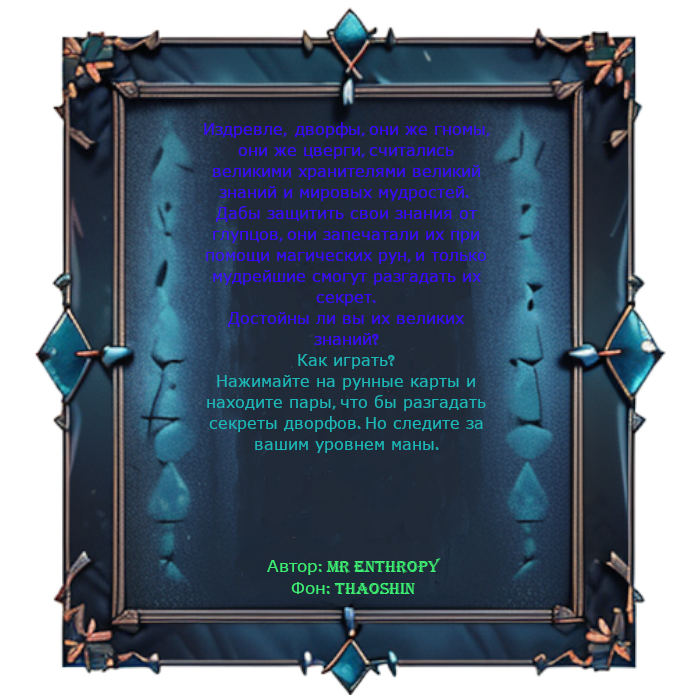 Издревле, дворфы, они же гномы,
они же цверги, считались
великими хранителями великий
знаний и мировых мудростей.
Дабы защитить свои знания от
глупцов, они запечатали их при
помощи магических рун, и только
мудрейшие смогут разгадать их
секрет.
Достойны ли вы их великих
знаний?
Как играть?
Нажимайте на рунные карты и
находите пары, что бы разгадать
секреты дворфов. Но следите за
вашим уровнем маны.
Автор: MR ENTHROPY
Фон: THAOSHIN